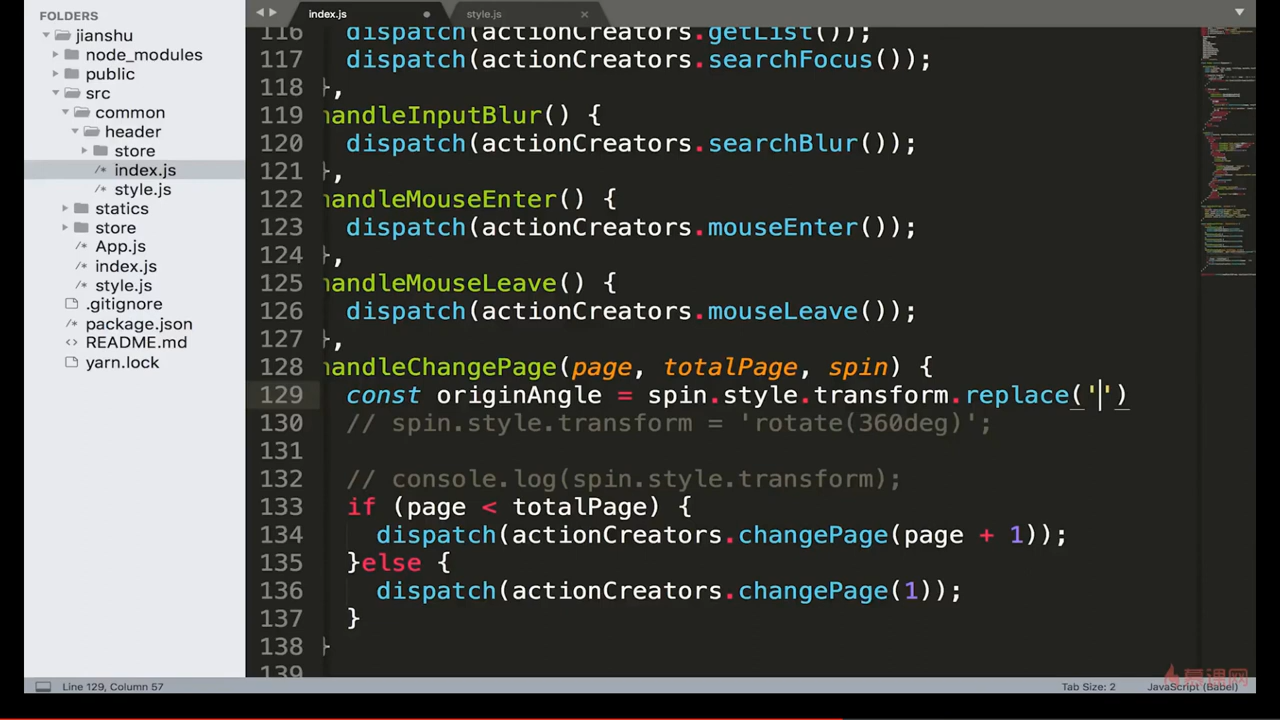 FOLDERS
jianshu
node_modules
public
src
common
header
store
/* index.js
/* style.js
statics
store
/* App.js
/* index.js
/* style.js
.gitignore
package.json
README.md
yarn.lock
index.js
style.js
116 dispatch(actionCreators.getList());
117 dispatch(actionCreators.searchFocus());
118 },
119 handleInputBlur() {
120 dispatch(actionCreators.searchBlur());
121 },
122 handleMouseEnter() {
123 dispatch(actionCreators.mouseEnter());
124 },
125 handleMouseLeave() {
126 dispatch(actionCreators.mouseLeave());
127 },
128 handleChangePage(page, totalPage, spin) {
129 const originAngle = spin.style.transform.replace('')
130 // spin.style.transform = 'rotate(360deg)';
131
132 // console.log(spin.style.transform);
133 if (page < totalPage) {
134 dispatch(actionCreators.changePage(page + 1));
135 }else {
136 dispatch(actionCreators.changePage(1));
137 }
138 }
139
慕课网
Line 129, Column 57
Tab Size: 2
JavaScript (Babel)